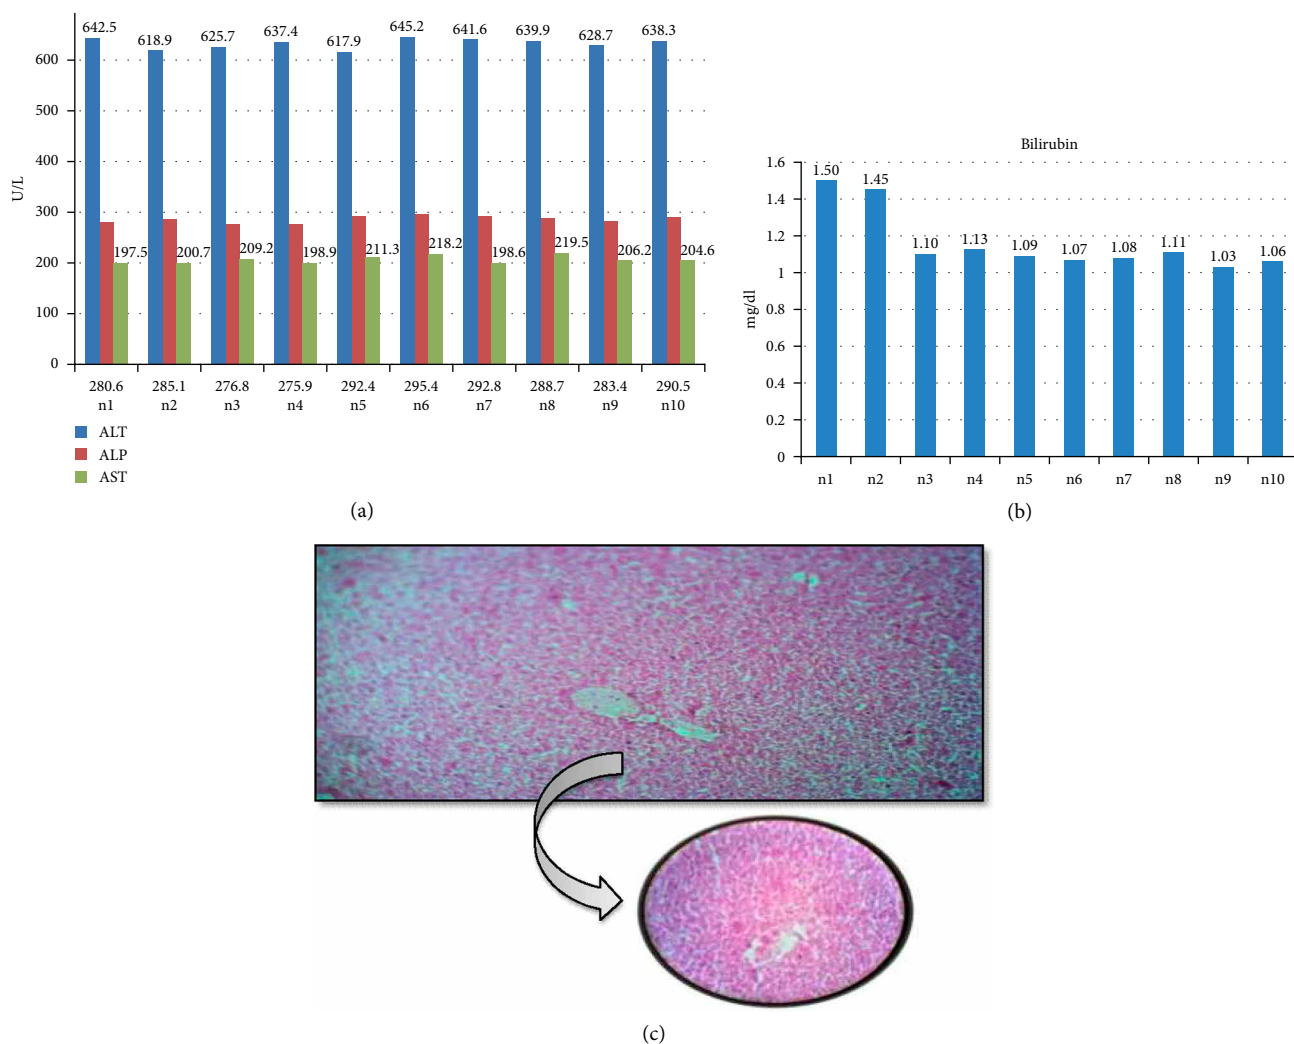 642.5 618.9 625.7 637.4 617.9 645.2 641.6 639.9 628.7 638.3
600
500
400
300
200
100
0
U/L
197.5 200.7 209.2 198.9 211.3 218.2 198.6 219.5 206.2 204.6
280.6 285.1 276.8 275.9 292.4 295.4 292.8 288.7 283.4 290.5
n1 n2 n3 n4 n5 n6 n7 n8 n9 n10
ALT
ALP
AST
(a)
Bilirubin
1.6
1.4
1.2
1
0.8
0.6
0.4
0.2
0
mg/dl
1.50 1.45 1.10 1.13 1.09 1.07 1.08 1.11 1.03 1.06
n1 n2 n3 n4 n5 n6 n7 n8 n9 n10
(b)
(c)